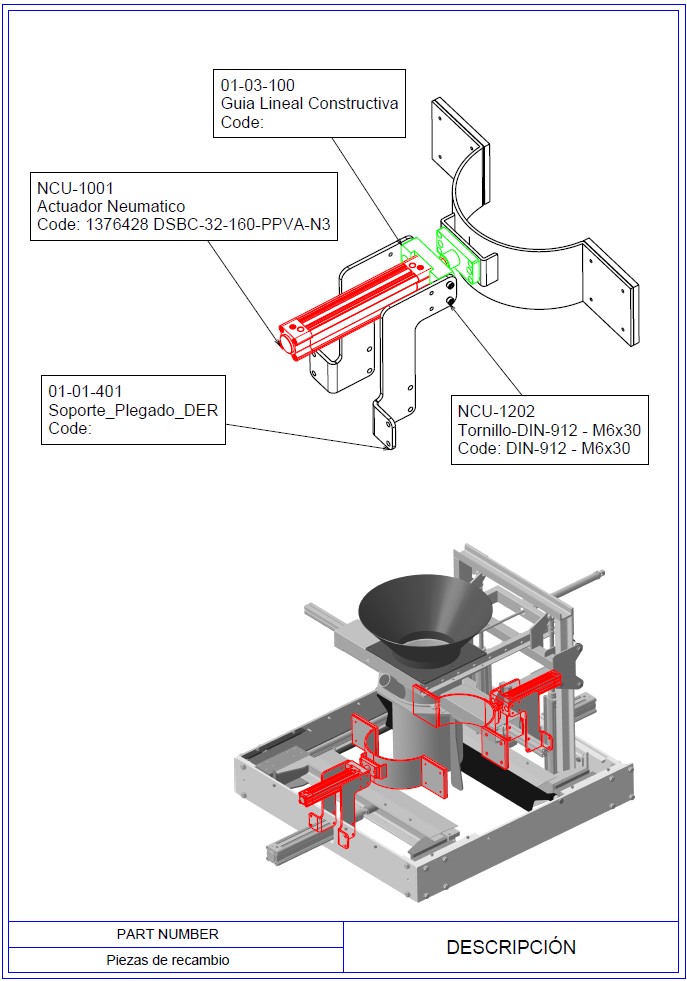 01-03-100
Guia Lineal Constructiva
Code:
NCU-1001
Actuador Neumatico
Code: 1376428 DSBC-32-160-PPVA-N3
01-01-401
Soporte_Plegado_DER
Code:
NCU-1202
Tornillo-DIN-912 - M6x30
Code: DIN-912 - M6x30
PART NUMBER
Piezas de recambio
DESCRIPCIÓN